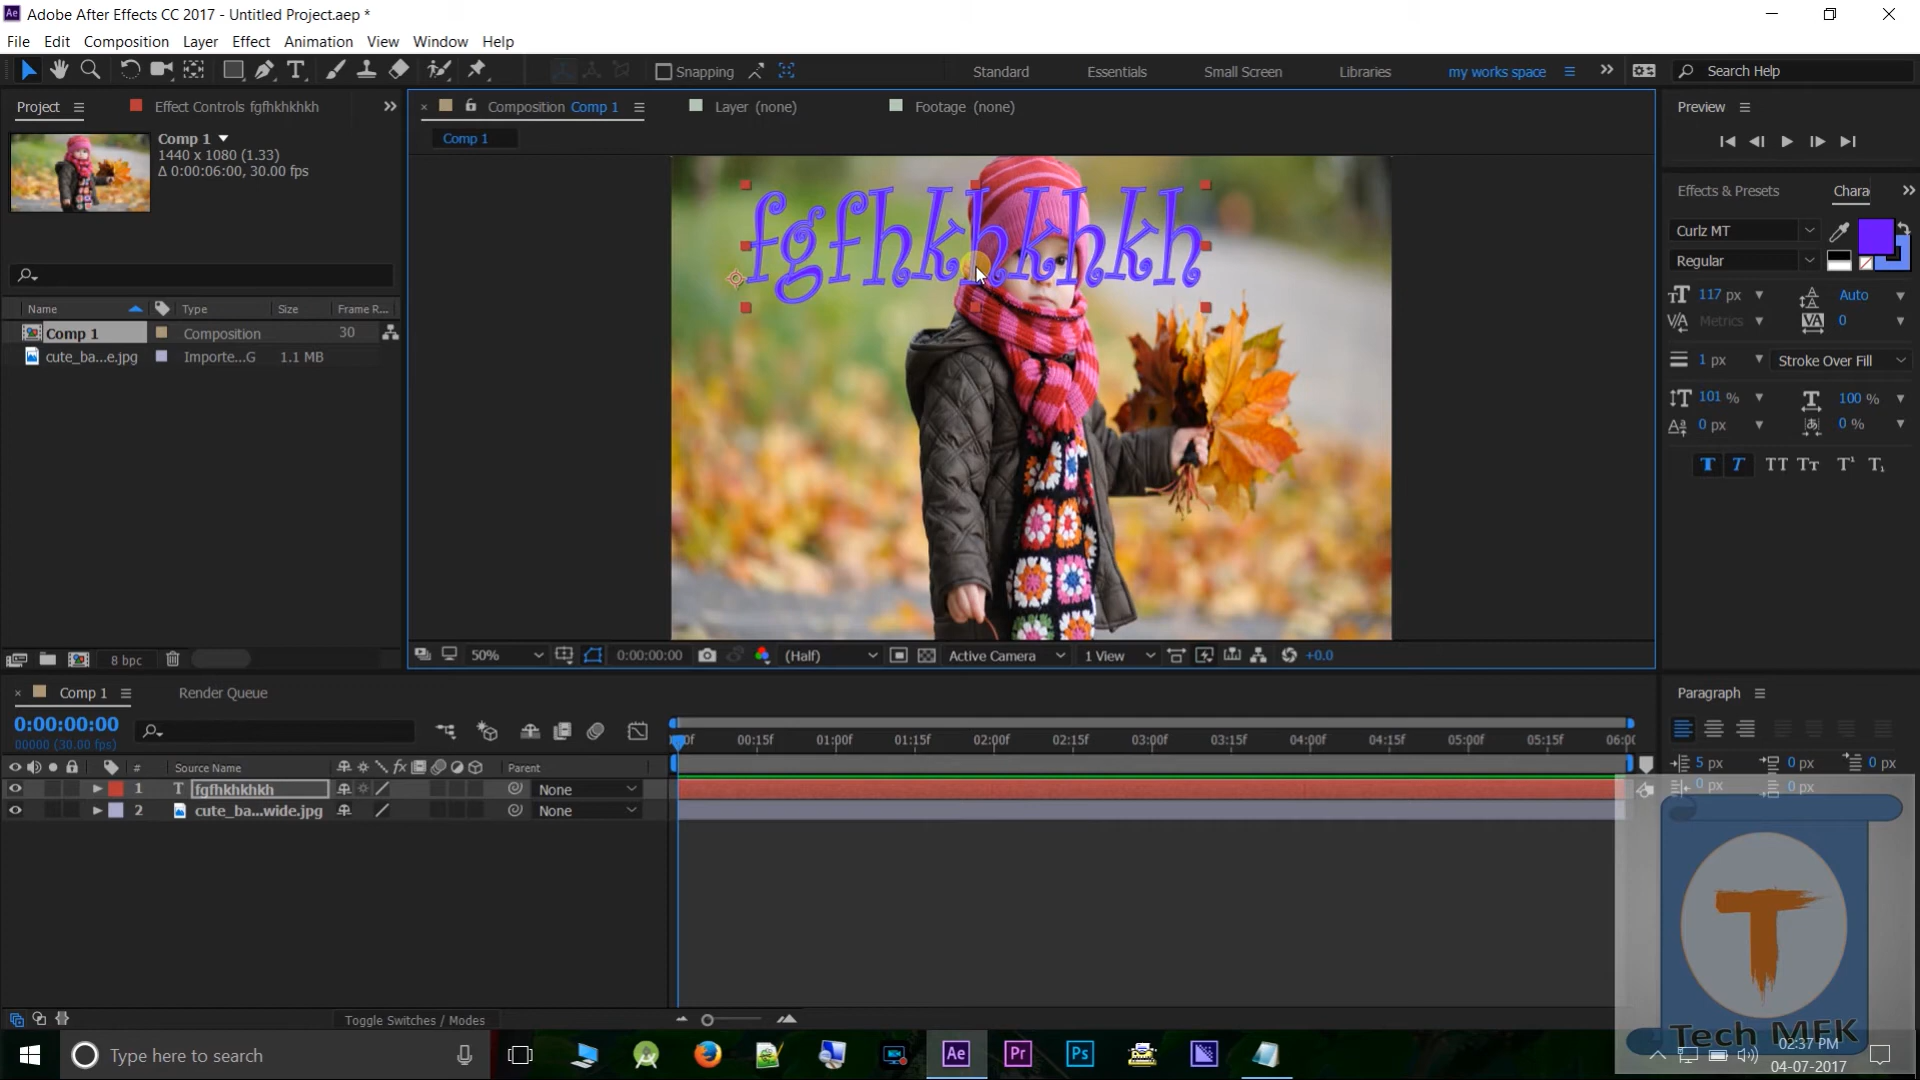 Adobe After Effects CC 2017 - Untitled Project.aep *
File Edit Composition Layer Effect Animation View Window Help
Snapping Standard Essentials Small Screen Libraries my works space Search Help
Project Effect Controls fgfhkhkhkh
Comp 1
1440 x 1080 (1.33)
Δ 0:00:06:00, 30.00 fps
Name Type Size Frame R...
Comp 1 Composition 30
cute_ba...e.jpg Importe...G 1.1 MB
8 bpc
Composition Comp 1 Layer (none) Footage (none)
Comp 1
fgfhkhkhkh
50% 0:00:00:00 (Half) Active Camera 1 View +0.0
Preview
Effects & Presets Chara
Curlz MT
Regular
117 px Auto
Metrics 0
1 px Stroke Over Fill
101 % 100 %
0 px 0 %
Comp 1 Render Queue
0:00:00:00
00000 (30.00 fps)
00:15f 01:00f 01:15f 02:00f 02:15f 03:00f 03:15f 04:00f 04:15f 05:00f 05:15f
# Source Name Parent
1 T fgfhkhkhkh None
2 cute_ba...wide.jpg None
Toggle Switches / Modes
Paragraph
5 px 0 px 0 px
0 px 0 px
T
Tech MFK
Type here to search
Ae Pr Ps
02:37 PM
04-07-2017